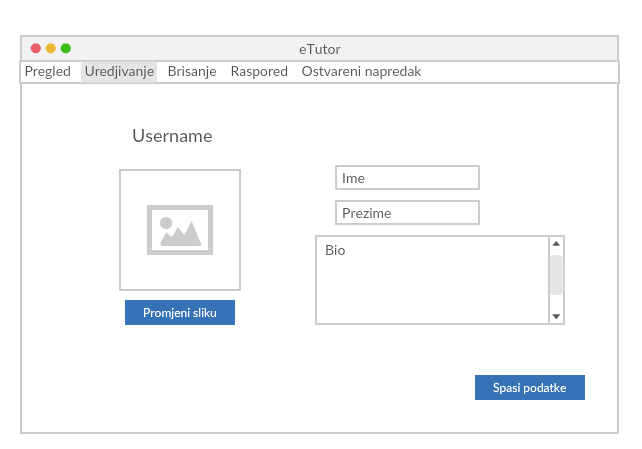 eTutor
Pregled Uredjivanje Brisanje Raspored Ostvareni napredak
Username
Ime
Prezime
Bio
Promjeni sliku
Spasi podatke